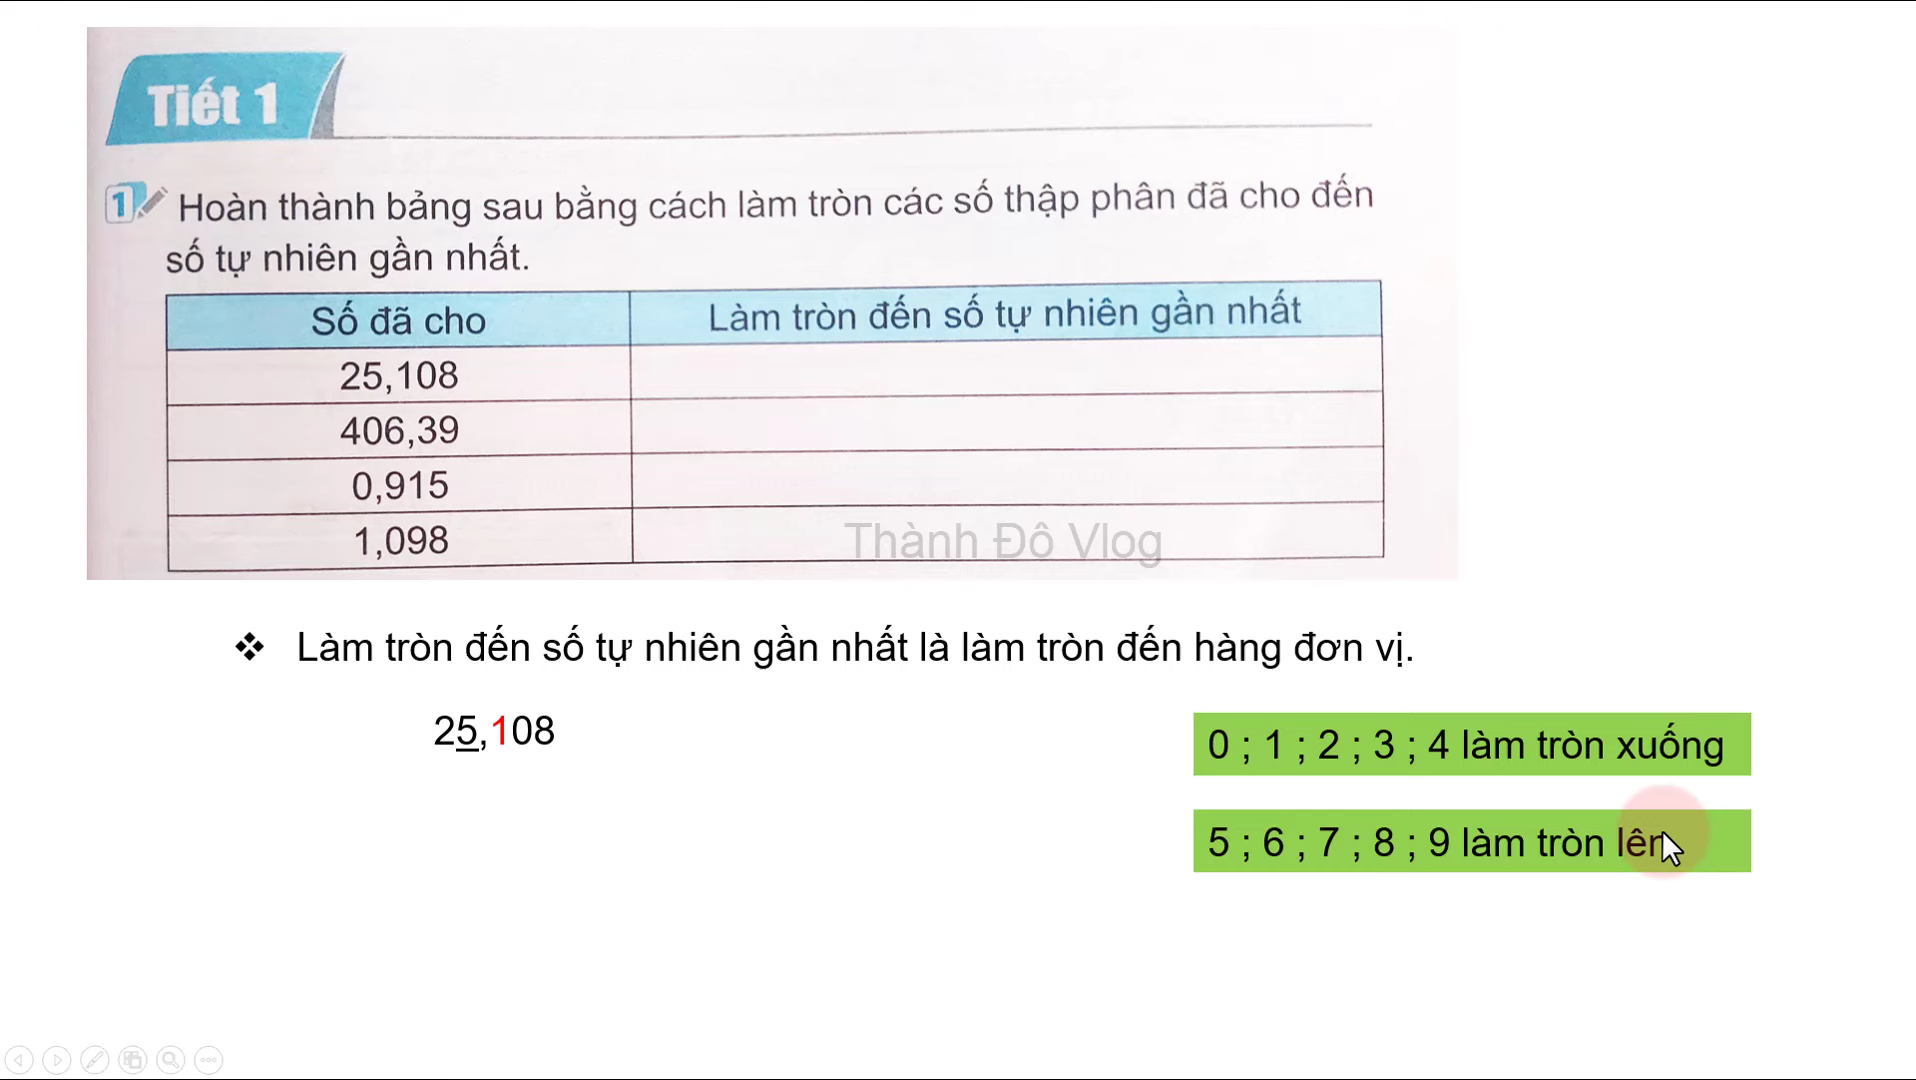 Tiết 1
1 Hoàn thành bảng sau bằng cách làm tròn các số thập phân đã cho đến
số tự nhiên gần nhất.
Số đã cho Làm tròn đến số tự nhiên gần nhất
25,108
406,39
0,915
1,098
Thành Đô Vlog
❖ Làm tròn đến số tự nhiên gần nhất là làm tròn đến hàng đơn vị.
25,108
0 ; 1 ; 2 ; 3 ; 4 làm tròn xuống
5 ; 6 ; 7 ; 8 ; 9 làm tròn lên